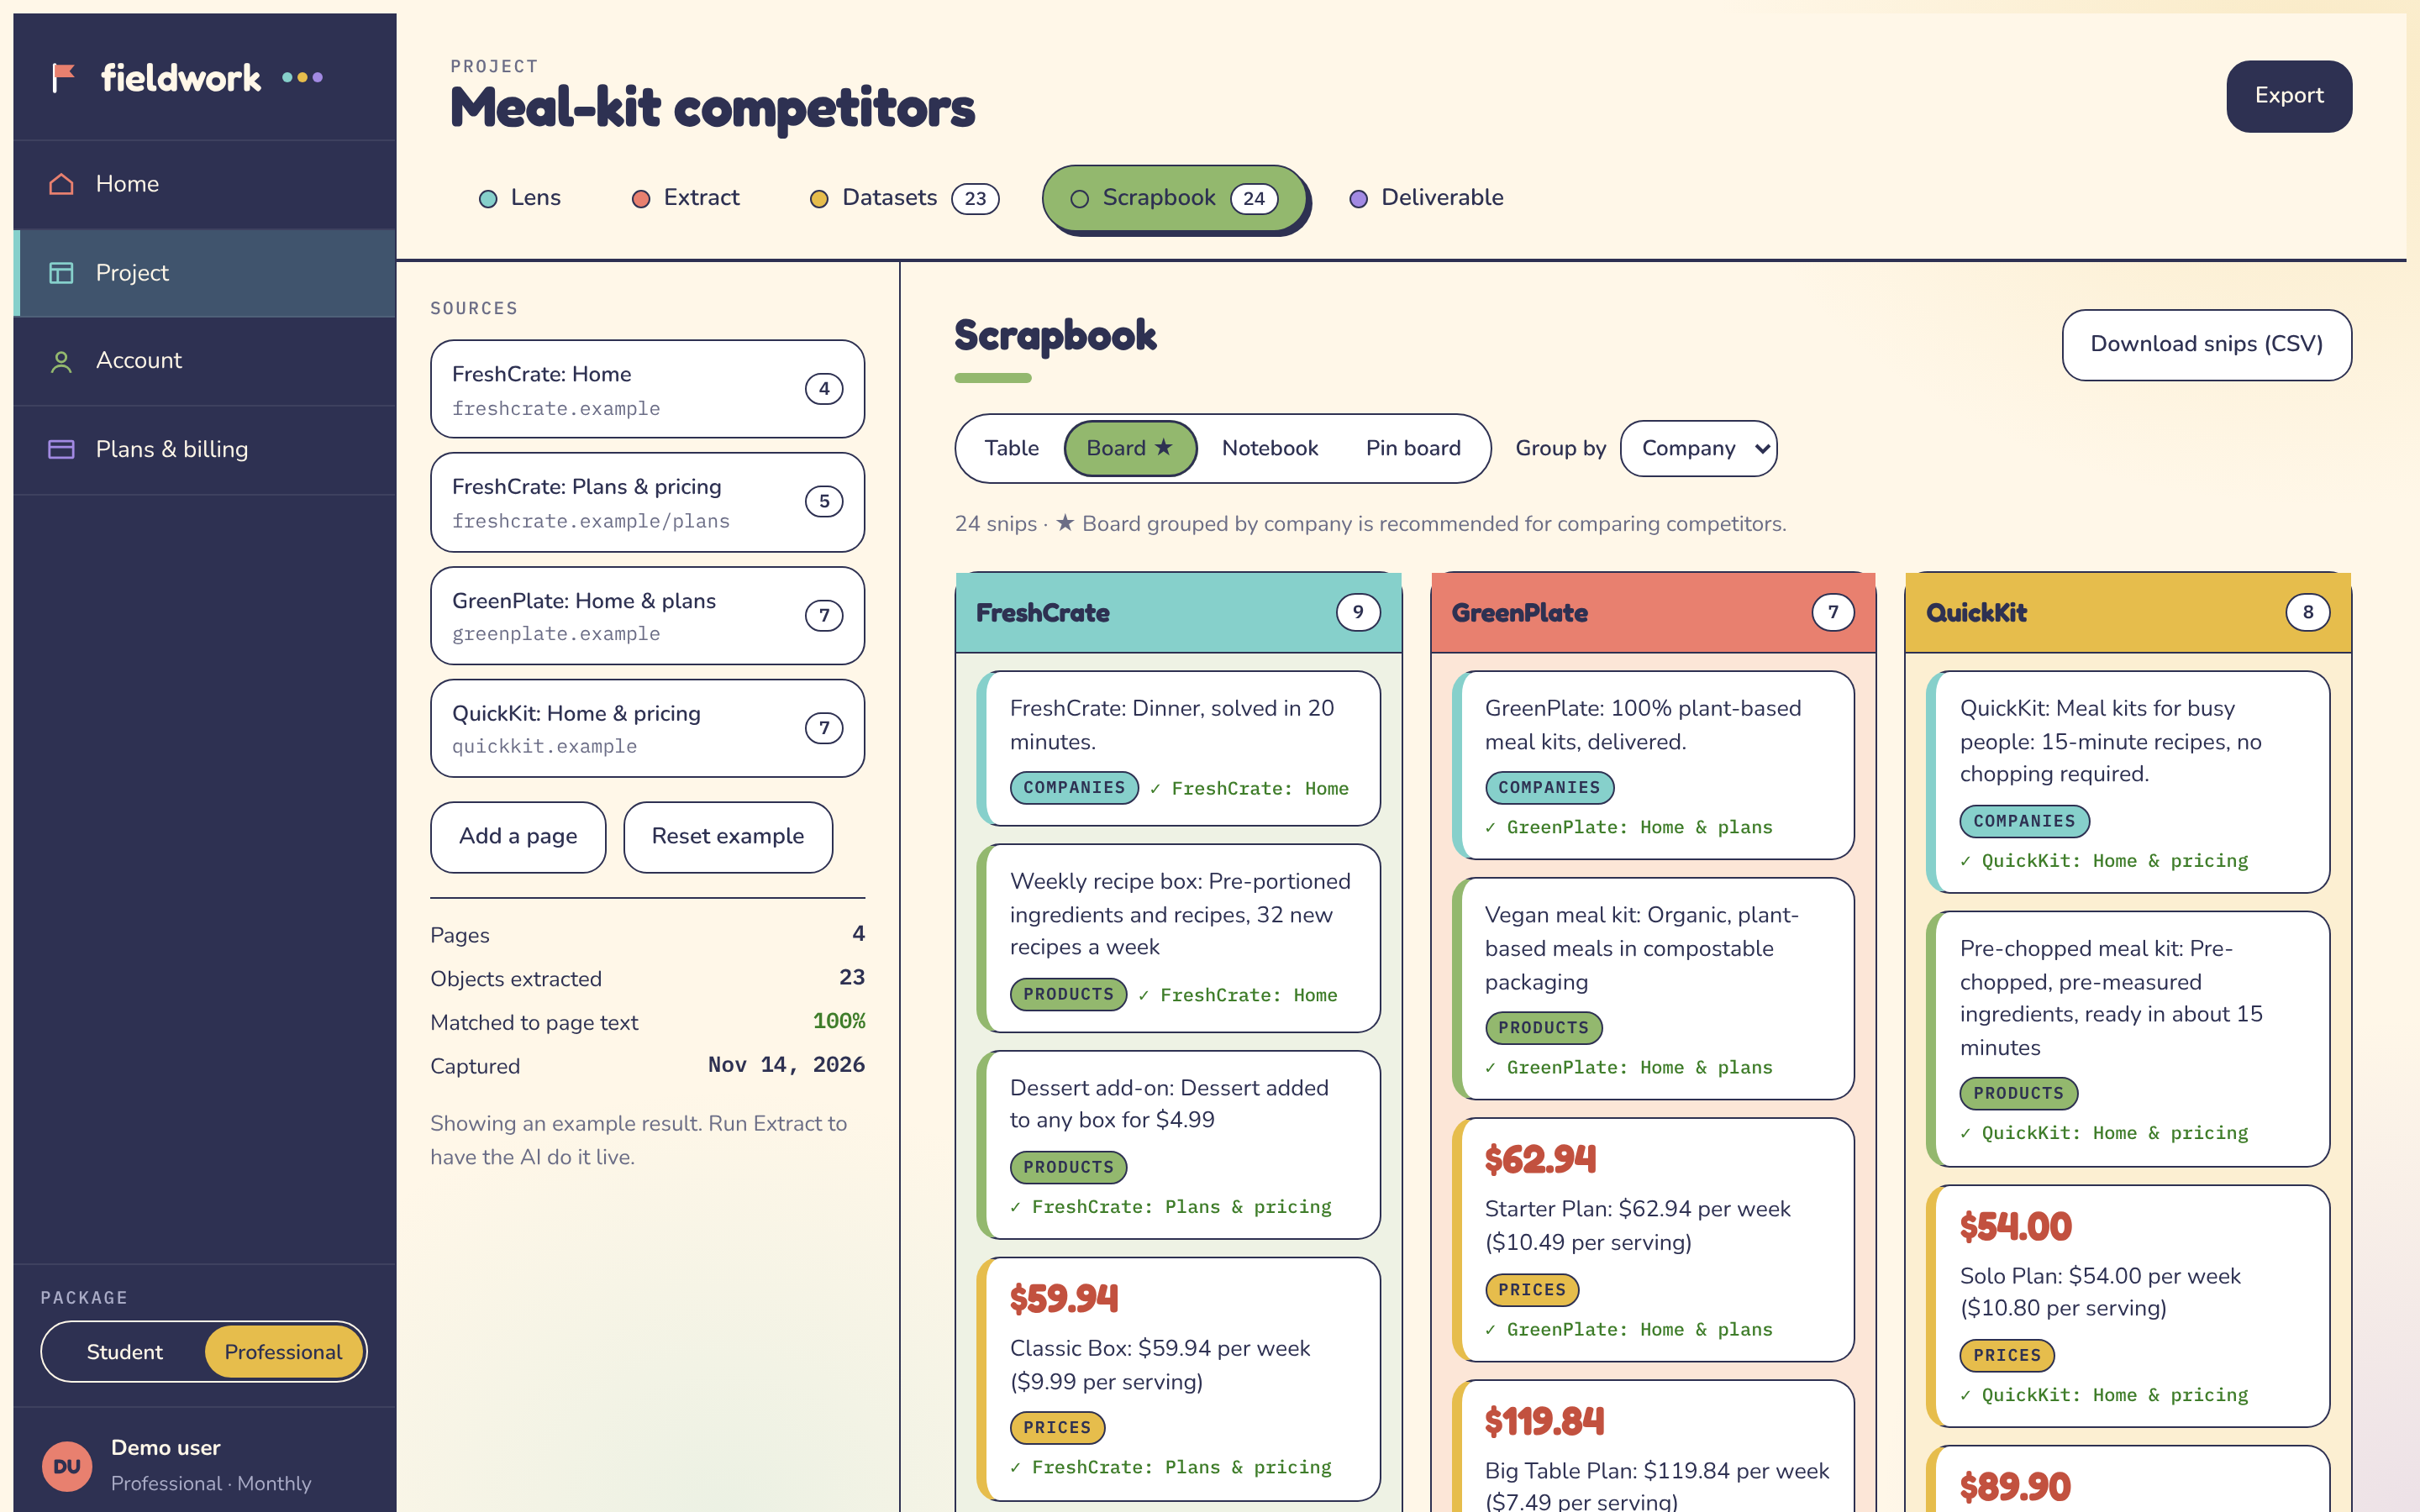 fieldwork
Home
Project
Account
Plans & billing
PACKAGE
Student
Professional
DU
Demo user
Professional · Monthly
PROJECT
Meal-kit competitors
Export
Lens
Extract
Datasets 23
Scrapbook 24
Deliverable
SOURCES
FreshCrate: Home
freshcrate.example
4
FreshCrate: Plans & pricing
freshcrate.example/plans
5
GreenPlate: Home & plans
greenplate.example
7
QuickKit: Home & pricing
quickkit.example
7
Add a page
Reset example
Pages 4
Objects extracted 23
Matched to page text 100%
Captured Nov 14, 2026
Showing an example result. Run Extract to
have the AI do it live.
Scrapbook
Download snips (CSV)
Table
Board ★
Notebook
Pin board
Group by
Company
24 snips · ★ Board grouped by company is recommended for comparing competitors.
FreshCrate 9
FreshCrate: Dinner, solved in 20
minutes.
COMPANIES ✓ FreshCrate: Home
Weekly recipe box: Pre-portioned
ingredients and recipes, 32 new
recipes a week
PRODUCTS ✓ FreshCrate: Home
Dessert add-on: Dessert added
to any box for $4.99
PRODUCTS
✓ FreshCrate: Plans & pricing
$59.94
Classic Box: $59.94 per week
($9.99 per serving)
PRICES
✓ FreshCrate: Plans & pricing
GreenPlate 7
GreenPlate: 100% plant-based
meal kits, delivered.
COMPANIES
✓ GreenPlate: Home & plans
Vegan meal kit: Organic, plant-
based meals in compostable
packaging
PRODUCTS
✓ GreenPlate: Home & plans
$62.94
Starter Plan: $62.94 per week
($10.49 per serving)
PRICES
✓ GreenPlate: Home & plans
$119.84
Big Table Plan: $119.84 per week
($7.49 per serving)
QuickKit 8
QuickKit: Meal kits for busy
people: 15-minute recipes, no
chopping required.
COMPANIES
✓ QuickKit: Home & pricing
Pre-chopped meal kit: Pre-
chopped, pre-measured
ingredients, ready in about 15
minutes
PRODUCTS
✓ QuickKit: Home & pricing
$54.00
Solo Plan: $54.00 per week
($10.80 per serving)
PRICES
✓ QuickKit: Home & pricing
$89.90